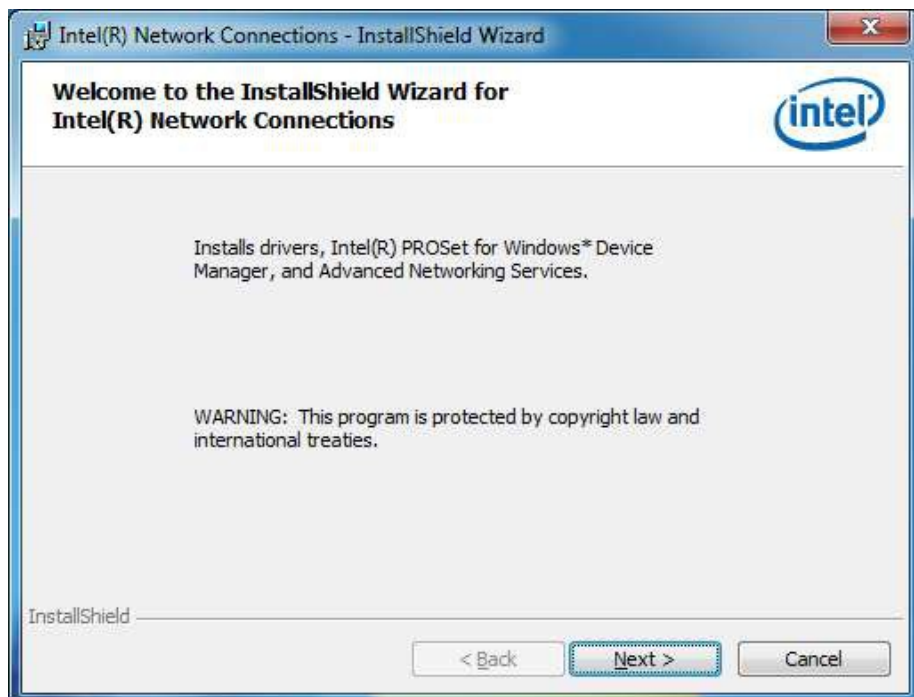 Intel(R) Network Connections - InstallShield Wizard
Welcome to the InstallShield Wizard for
Intel(R) Network Connections
intel
Installs drivers, Intel(R) PROSet for Windows* Device
Manager, and Advanced Networking Services.
WARNING:  This program is protected by copyright law and
international treaties.
InstallShield
< Back Next > Cancel